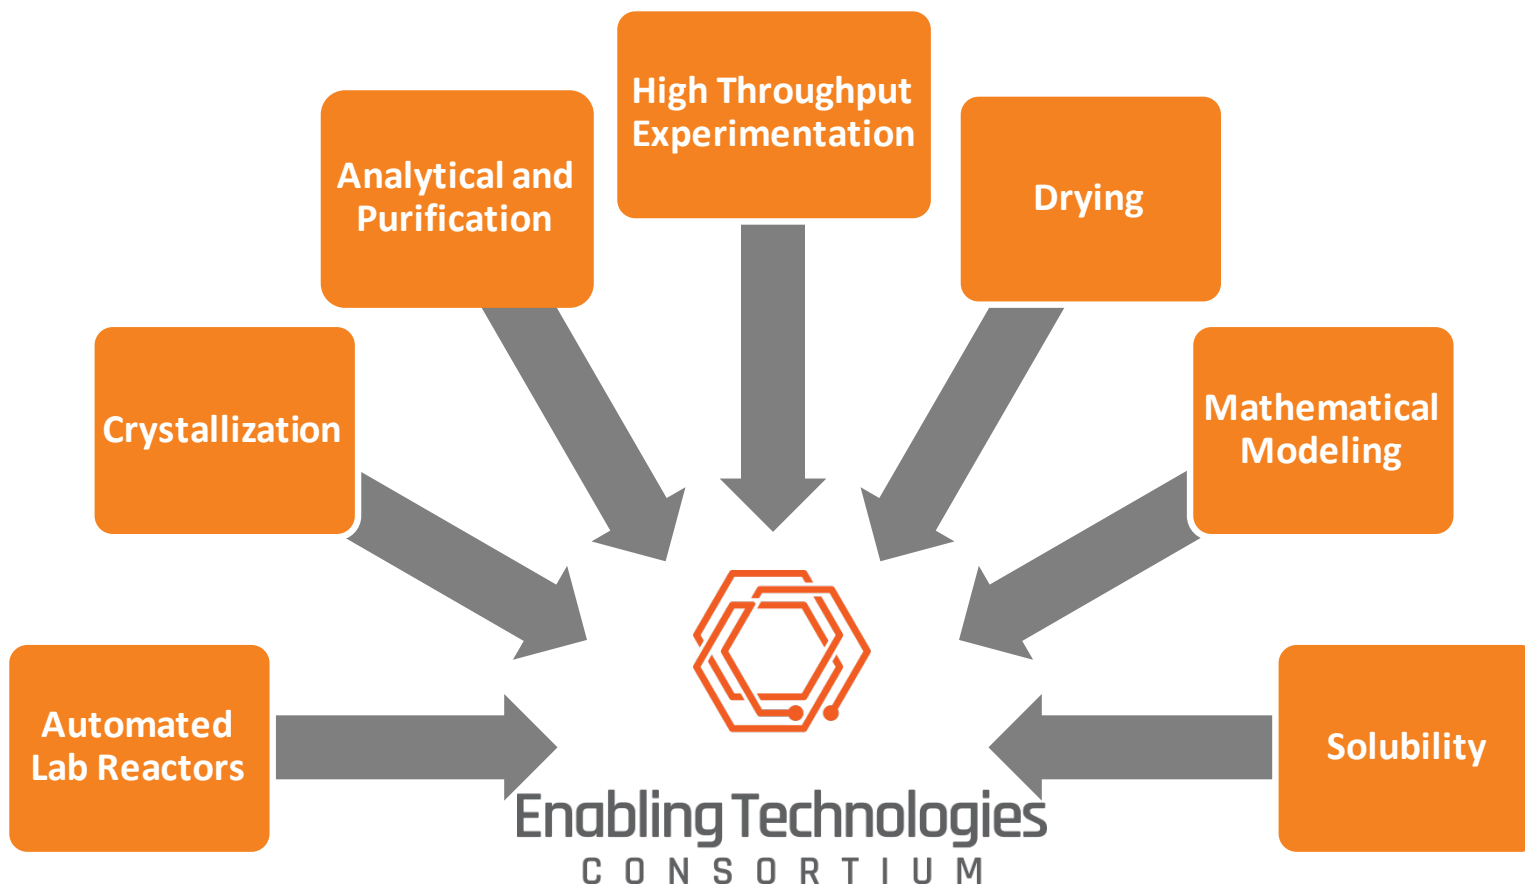 High Throughput
Experimentation
Analytical and
Purification
Drying
Crystallization
Mathematical
Modeling
Automated
Lab Reactors
Solubility
Enabling Technologies
CONSORTIUM